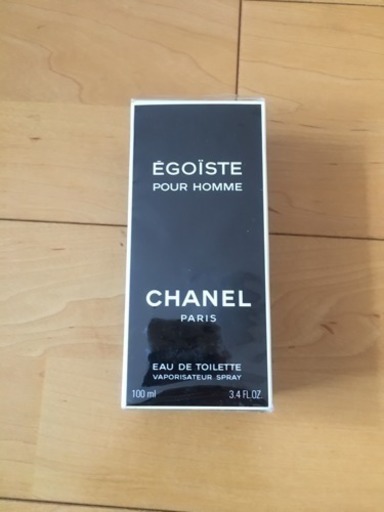 ÉGOÏSTE
POUR HOMME
CHANEL
PARIS
EAU DE TOILETTE
VAPORISATEUR SPRAY
100 ml 3.4 FL.OZ